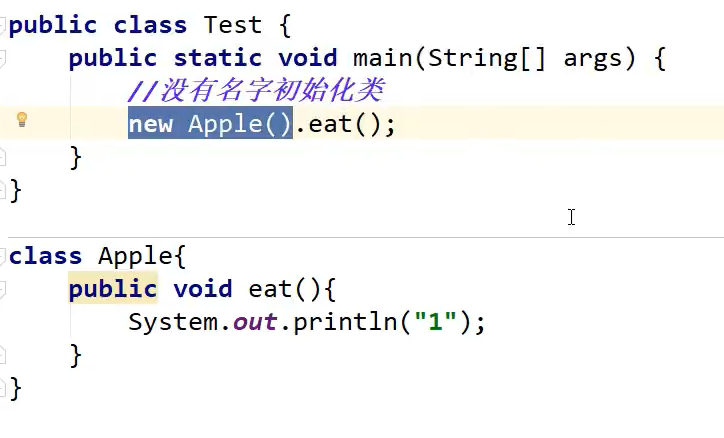 public class Test {
public static void main(String[] args) {
//没有名字初始化类
new Apple().eat();
}
}
class Apple{
public void eat(){
System.out.println("1");
}
}